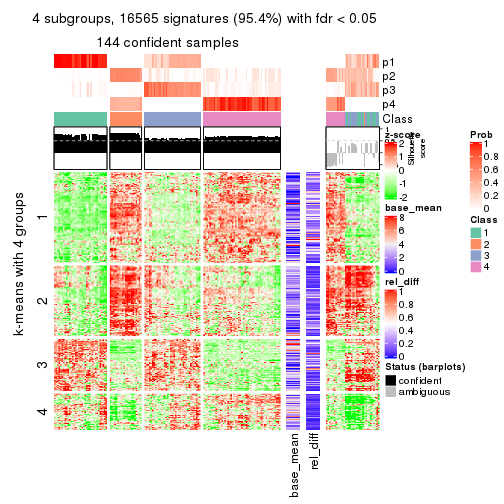 4 subgroups, 16565 signatures (95.4%) with fdr < 0.05
144 confident samples
p1
p2
p3
p4
Class
1
Silhouette
score
z-score
2
1
0
-1
-2
base_mean
8
6
4
2
0
rel_diff
1
0.8
0.6
0.4
0.2
0
Status (barplots)
confident
ambiguous
Prob
1
0.8
0.6
0.4
0.2
0
Class
1
2
3
4
k-means with 4 groups
1
2
3
4
base_mean
rel_diff